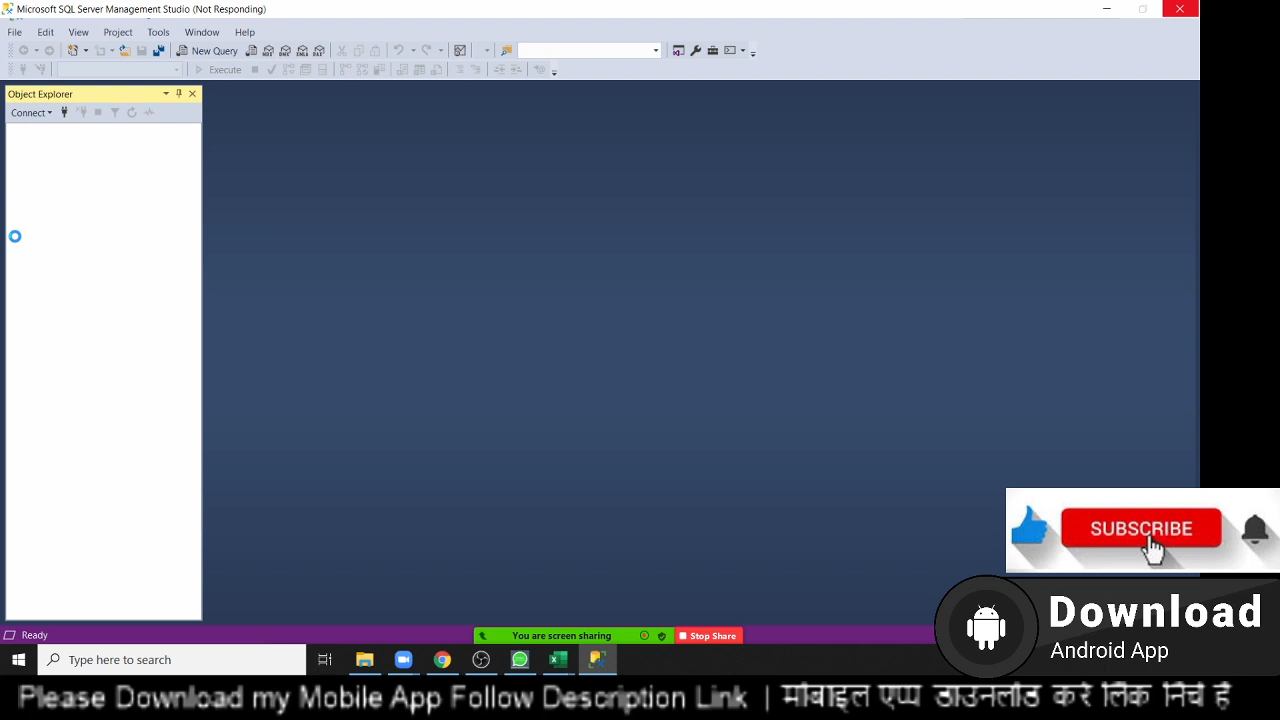 Microsoft SQL Server Management Studio (Not Responding)
File Edit View Project Tools Window Help
New Query
Execute
Object Explorer
Connect
SUBSCRIBE
Download
Android App
Ready
You are screen sharing
Stop Share
Type here to search
Please Download my Mobile App Follow Description Link | मोबाइल एप्प डाउनलोड करे लिंक निचे है